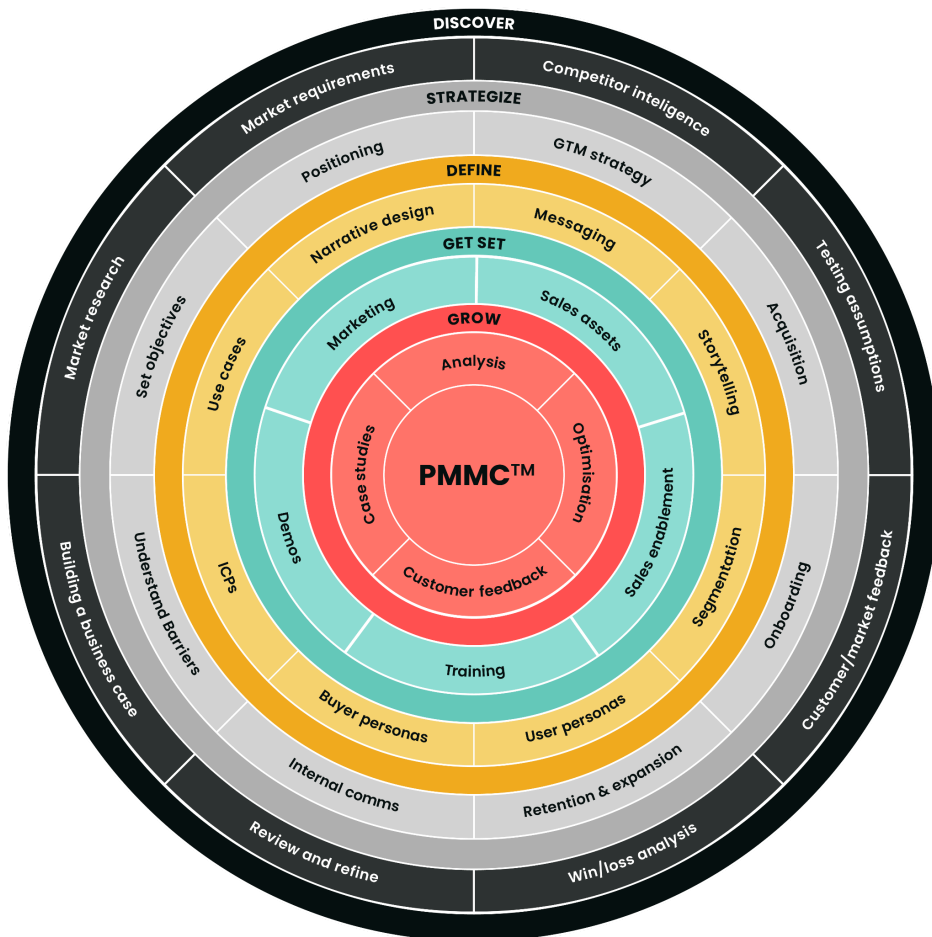 DISCOVER
Market requirements
Competitor inteligence
Testing assumptions
Customer/market feedback
Win/loss analysis
Review and refine
Building a business case
Market research
STRATEGIZE
Positioning
GTM strategy
Acquisition
Onboarding
Retention & expansion
Internal comms
Understand Barriers
Set objectives
DEFINE
Narrative design
Messaging
Storytelling
Segmentation
User personas
Buyer personas
ICPs
Use cases
GET SET
Marketing
Sales assets
Sales enablement
Training
Demos
GROW
Analysis
Optimisation
Customer feedback
Case studies
PMMC™